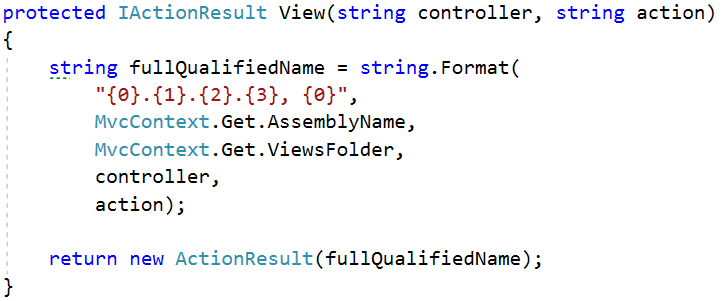 protected IActionResult View(string controller, string action)
{
    string fullQualifiedName = string.Format(
        "{0}.{1}.{2}.{3}, {0}",
        MvcContext.Get.AssemblyName,
        MvcContext.Get.ViewsFolder,
        controller,
        action);

    return new ActionResult(fullQualifiedName);
}